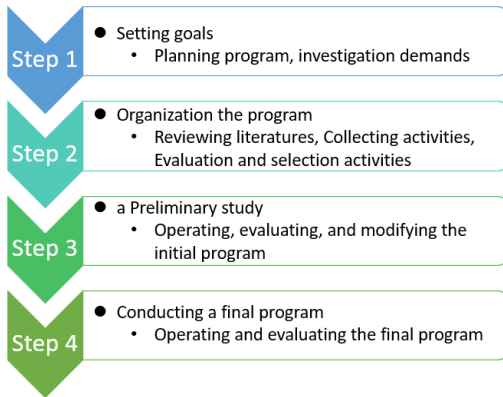 Step 1
● Setting goals
• Planning program, investigation demands
Step 2
● Organization the program
• Reviewing literatures, Collecting activities,
Evaluation and selection activities
Step 3
● a Preliminary study
• Operating, evaluating, and modifying the
initial program
Step 4
● Conducting a final program
• Operating and evaluating the final program